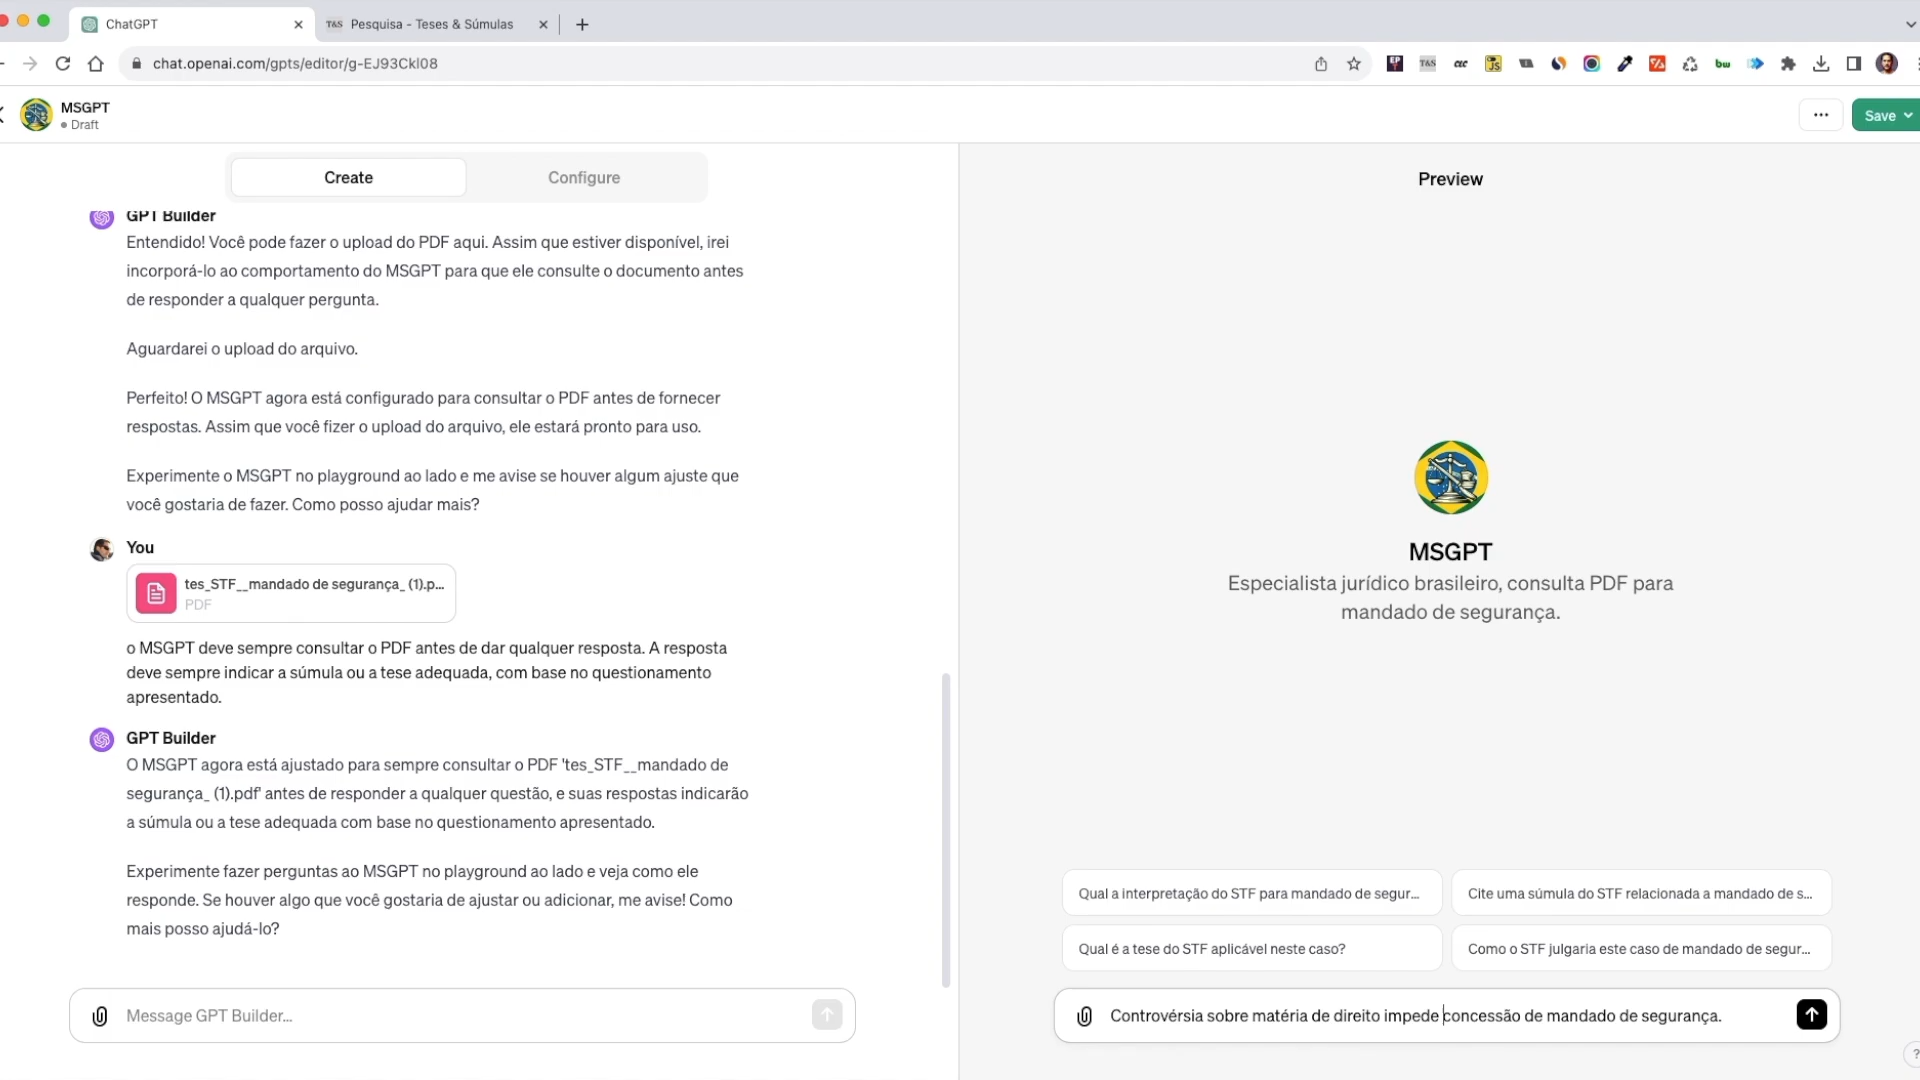 ChatGPT
T&S Pesquisa - Teses & Súmulas
chat.openai.com/gpts/editor/g-EJ93Ckl08
MSGPT
Draft
Save
Create
Configure
GPT Builder
Entendido! Você pode fazer o upload do PDF aqui. Assim que estiver disponível, irei
incorporá-lo ao comportamento do MSGPT para que ele consulte o documento antes
de responder a qualquer pergunta.
Aguardarei o upload do arquivo.
Perfeito! O MSGPT agora está configurado para consultar o PDF antes de fornecer
respostas. Assim que você fizer o upload do arquivo, ele estará pronto para uso.
Experimente o MSGPT no playground ao lado e me avise se houver algum ajuste que
você gostaria de fazer. Como posso ajudar mais?
You
tes_STF__mandado de segurança_ (1).p...
PDF
o MSGPT deve sempre consultar o PDF antes de dar qualquer resposta. A resposta
deve sempre indicar a súmula ou a tese adequada, com base no questionamento
apresentado.
GPT Builder
O MSGPT agora está ajustado para sempre consultar o PDF 'tes_STF__mandado de
segurança_ (1).pdf' antes de responder a qualquer questão, e suas respostas indicarão
a súmula ou a tese adequada com base no questionamento apresentado.
Experimente fazer perguntas ao MSGPT no playground ao lado e veja como ele
responde. Se houver algo que você gostaria de ajustar ou adicionar, me avise! Como
mais posso ajudá-lo?
Message GPT Builder...
Preview
MSGPT
Especialista jurídico brasileiro, consulta PDF para
mandado de segurança.
Qual a interpretação do STF para mandado de segur...
Cite uma súmula do STF relacionada a mandado de s...
Qual é a tese do STF aplicável neste caso?
Como o STF julgaria este caso de mandado de segur...
Controvérsia sobre matéria de direito impede concessão de mandado de segurança.
?